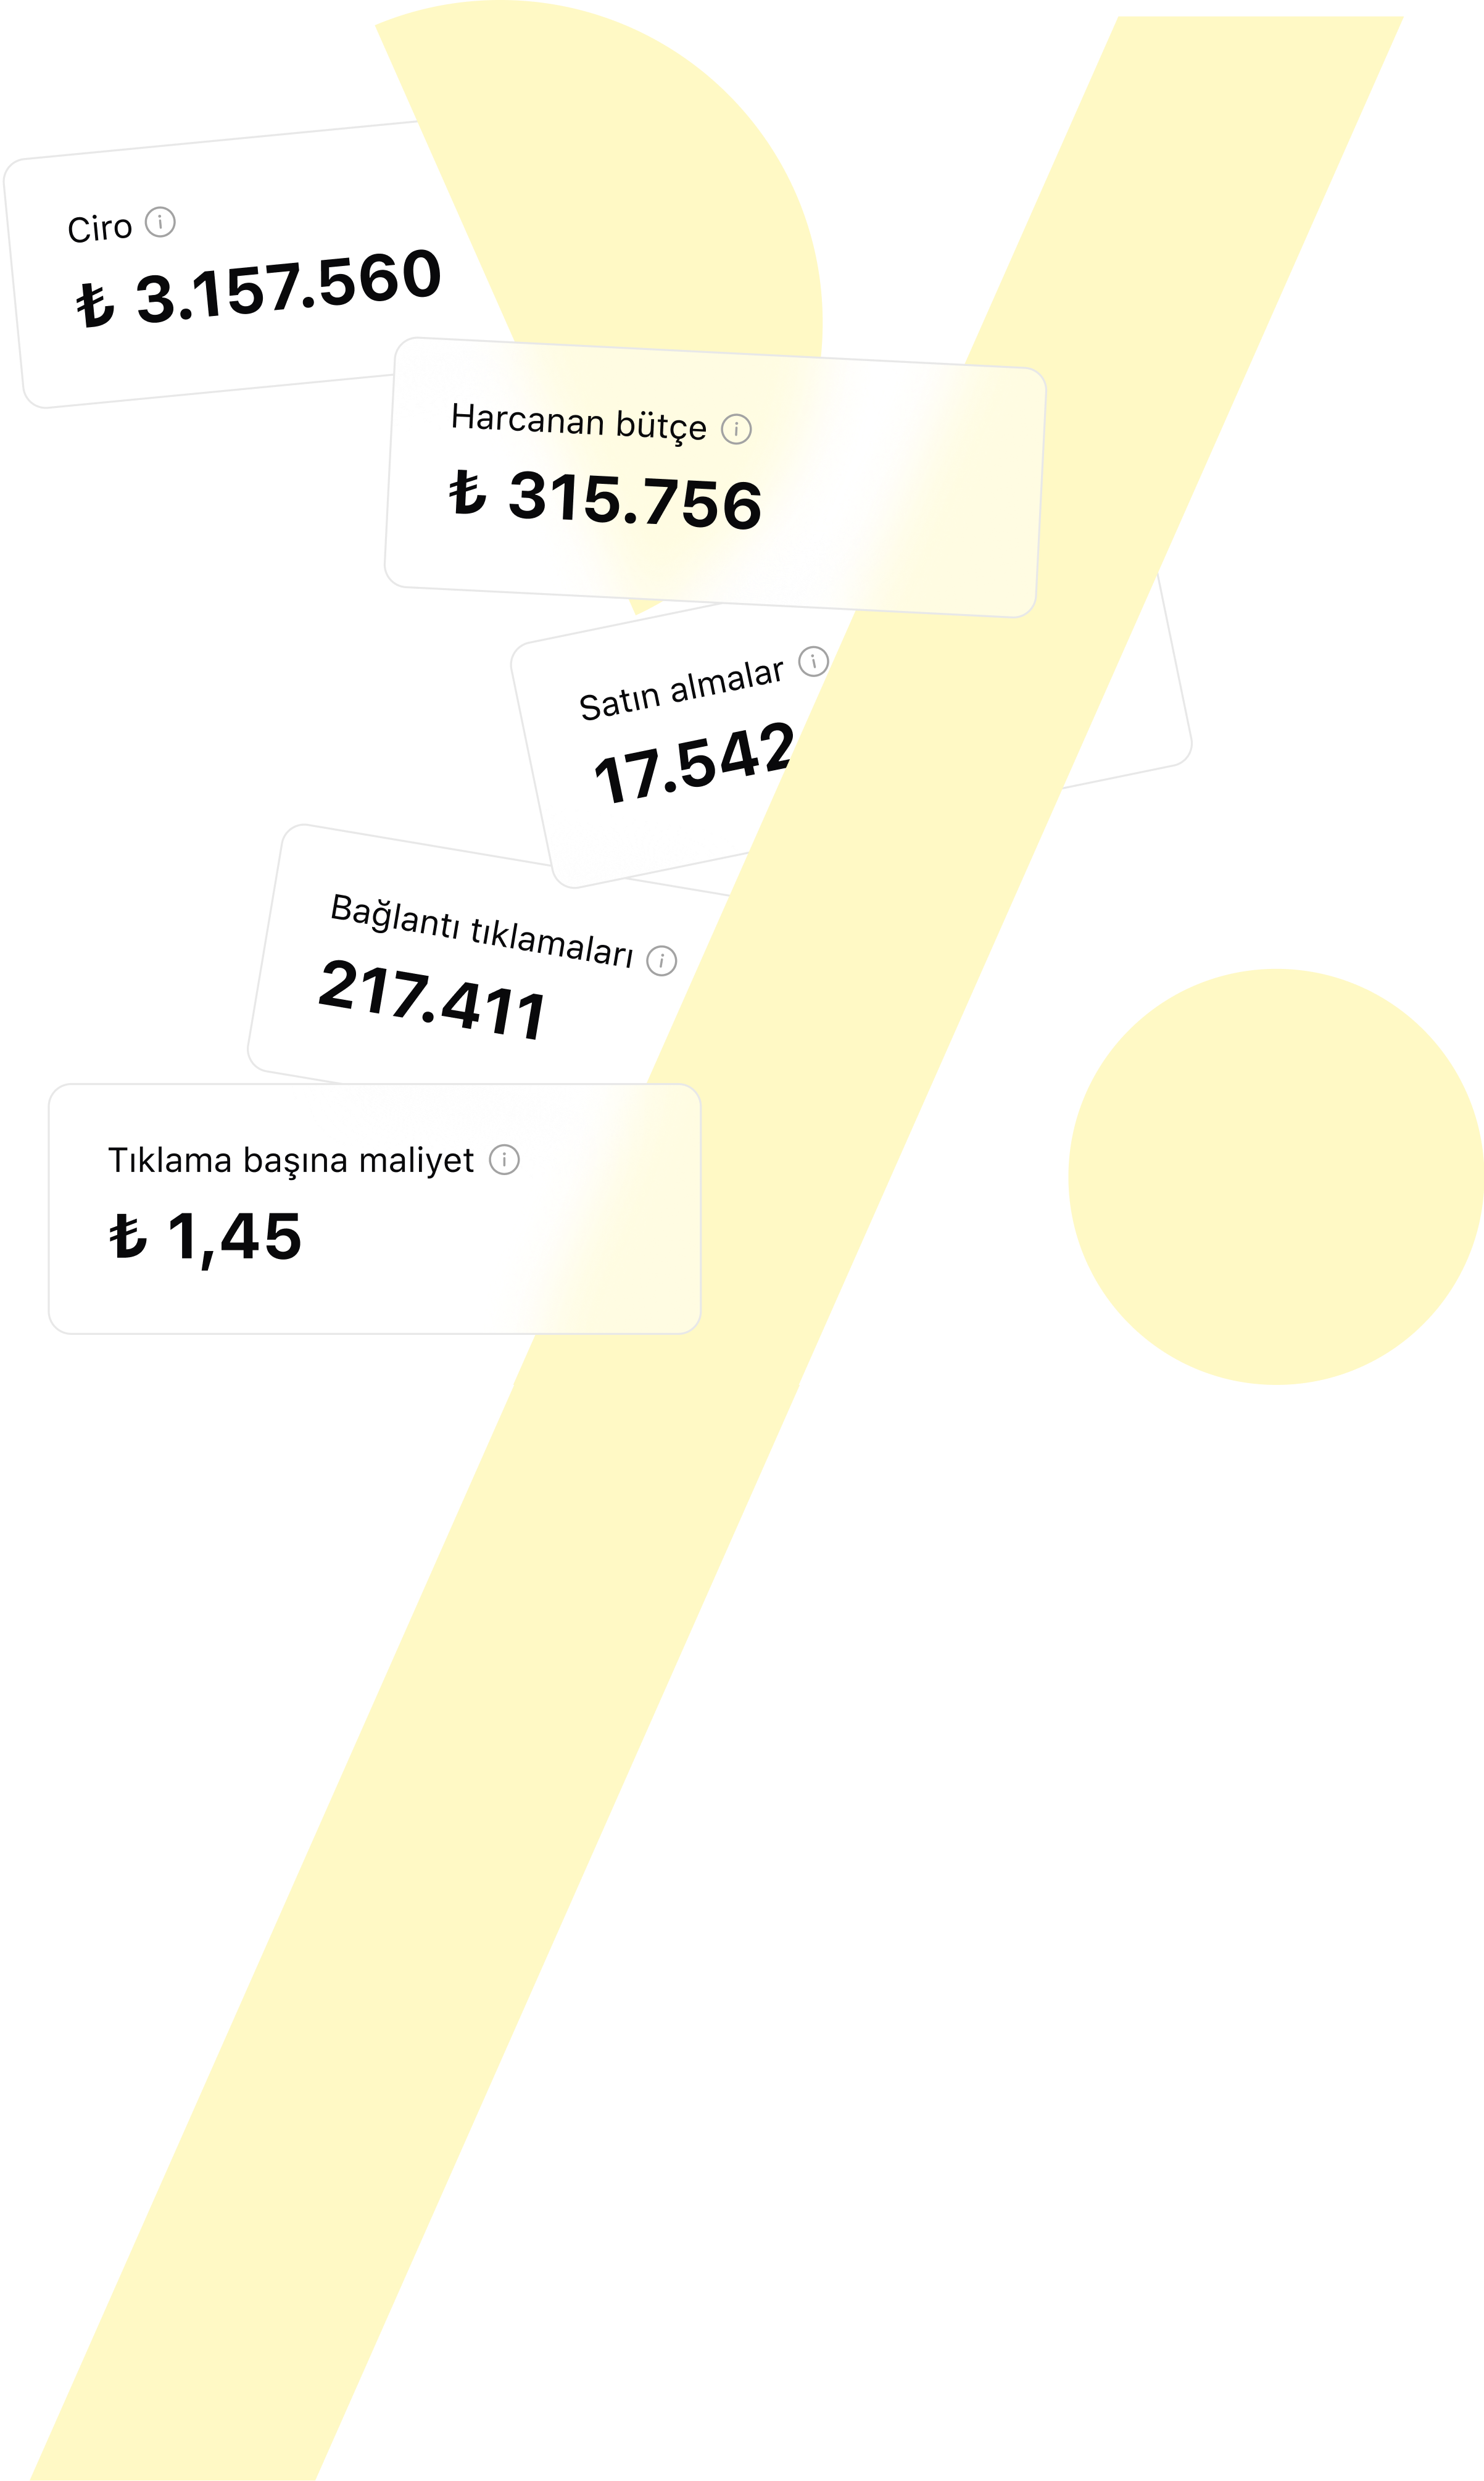 Ciro
₺ 3.157.560
Harcanan bütçe
₺ 315.756
Satın almalar
17.542
Bağlantı tıklamaları
217.411
Tıklama başına maliyet
₺ 1,45